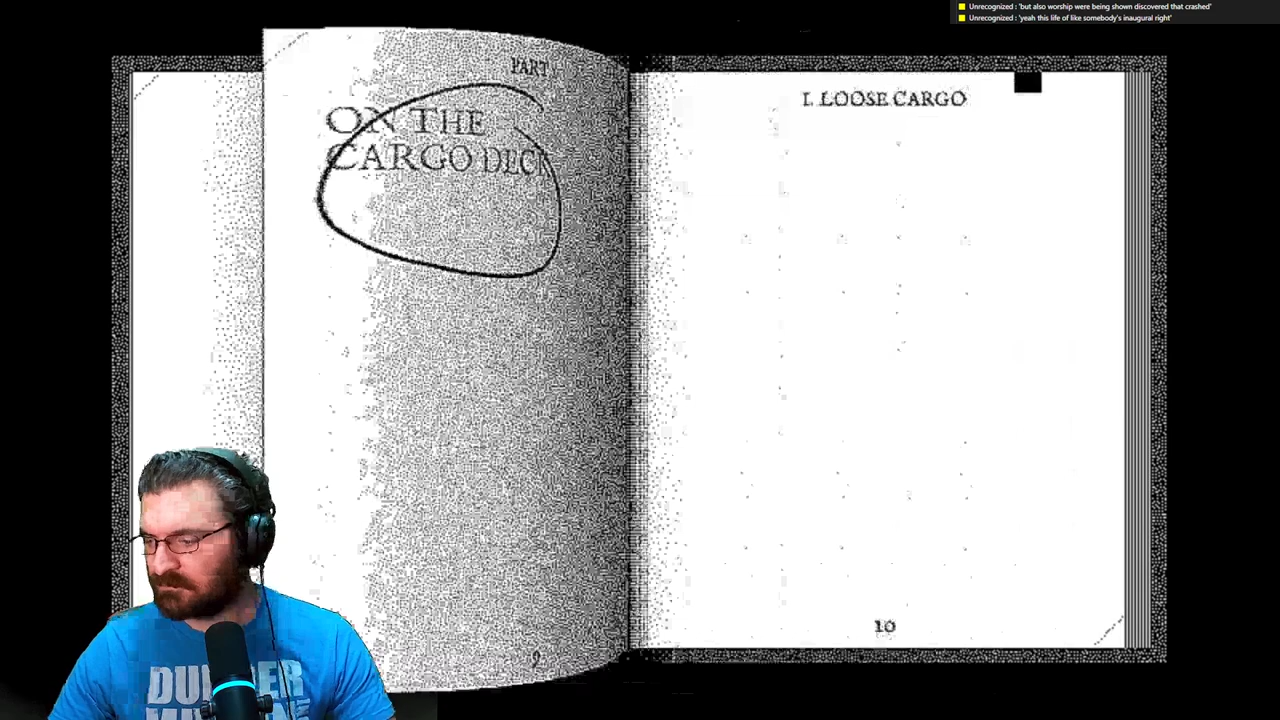 Unrecognized : 'but also worship were being shown discovered that crashed'
Unrecognized : 'yeah this life of like somebody's inaugural right'
PART
ON THE
CARGO DECK
9
I. LOOSE CARGO
10